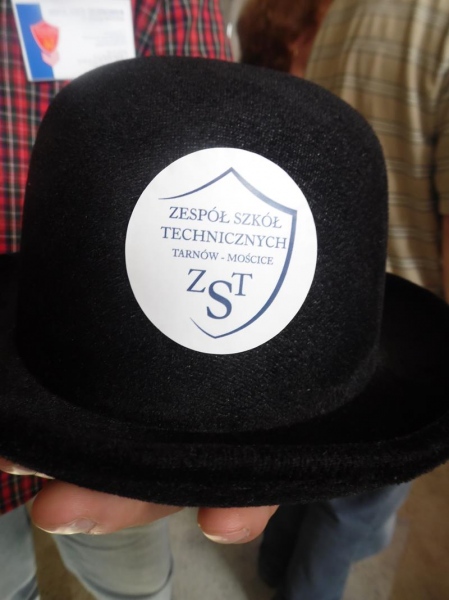 ZESPÓŁ SZKÓŁ
TECHNICZNYCH
TARNÓW - MOŚCICE
ZST